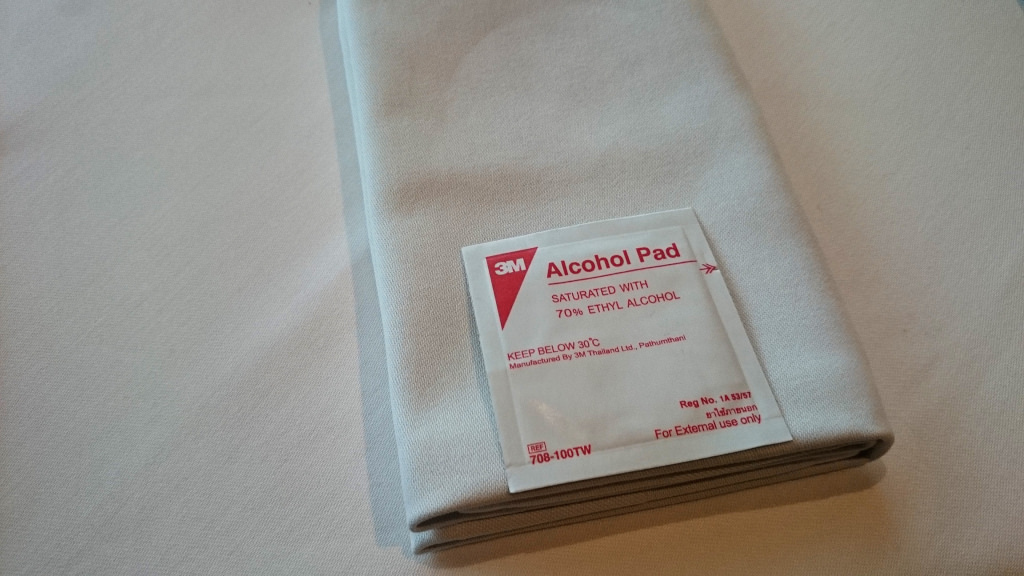 3M
Alcohol Pad
SATURATED WITH
70% ETHYL ALCOHOL
KEEP BELOW 30°C
Manufactured By 3M Thailand Ltd., Pathumthani
Reg No. 1A 53/57
ยาใช้ภายนอก
For External use only
REF
708-100TW